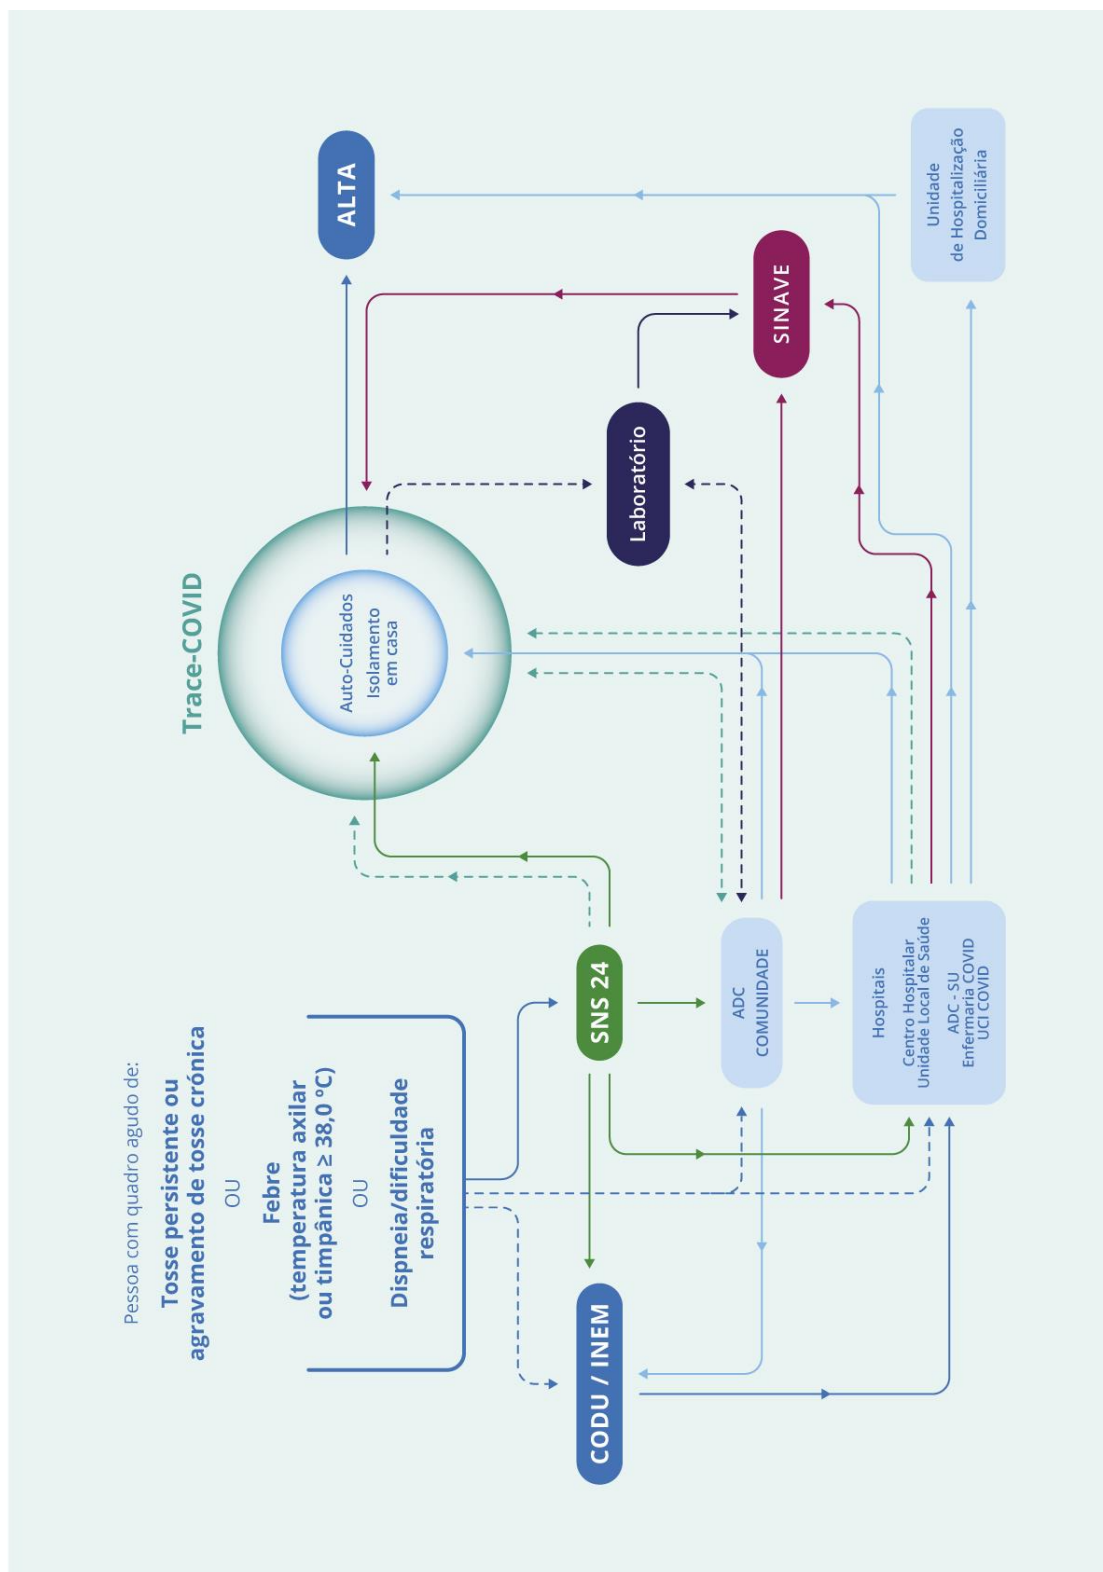 Pessoa com quadro agudo de:
Tosse persistente ou
agravamento de tosse crónica
OU
Febre
(temperatura axilar
ou timpânica ≥ 38,0 °C)
OU
Dispneia/dificuldade
respiratória
CODU / INEM
SNS 24
ADC
COMUNIDADE
Hospitais
Centro Hospitalar
Unidade Local de Saúde
ADC - SU
Enfermaria COVID
UCI COVID
Trace-COVID
Auto-Cuidados
Isolamento
em casa
Laboratório
SINAVE
ALTA
Unidade
de Hospitalização
Domiciliária